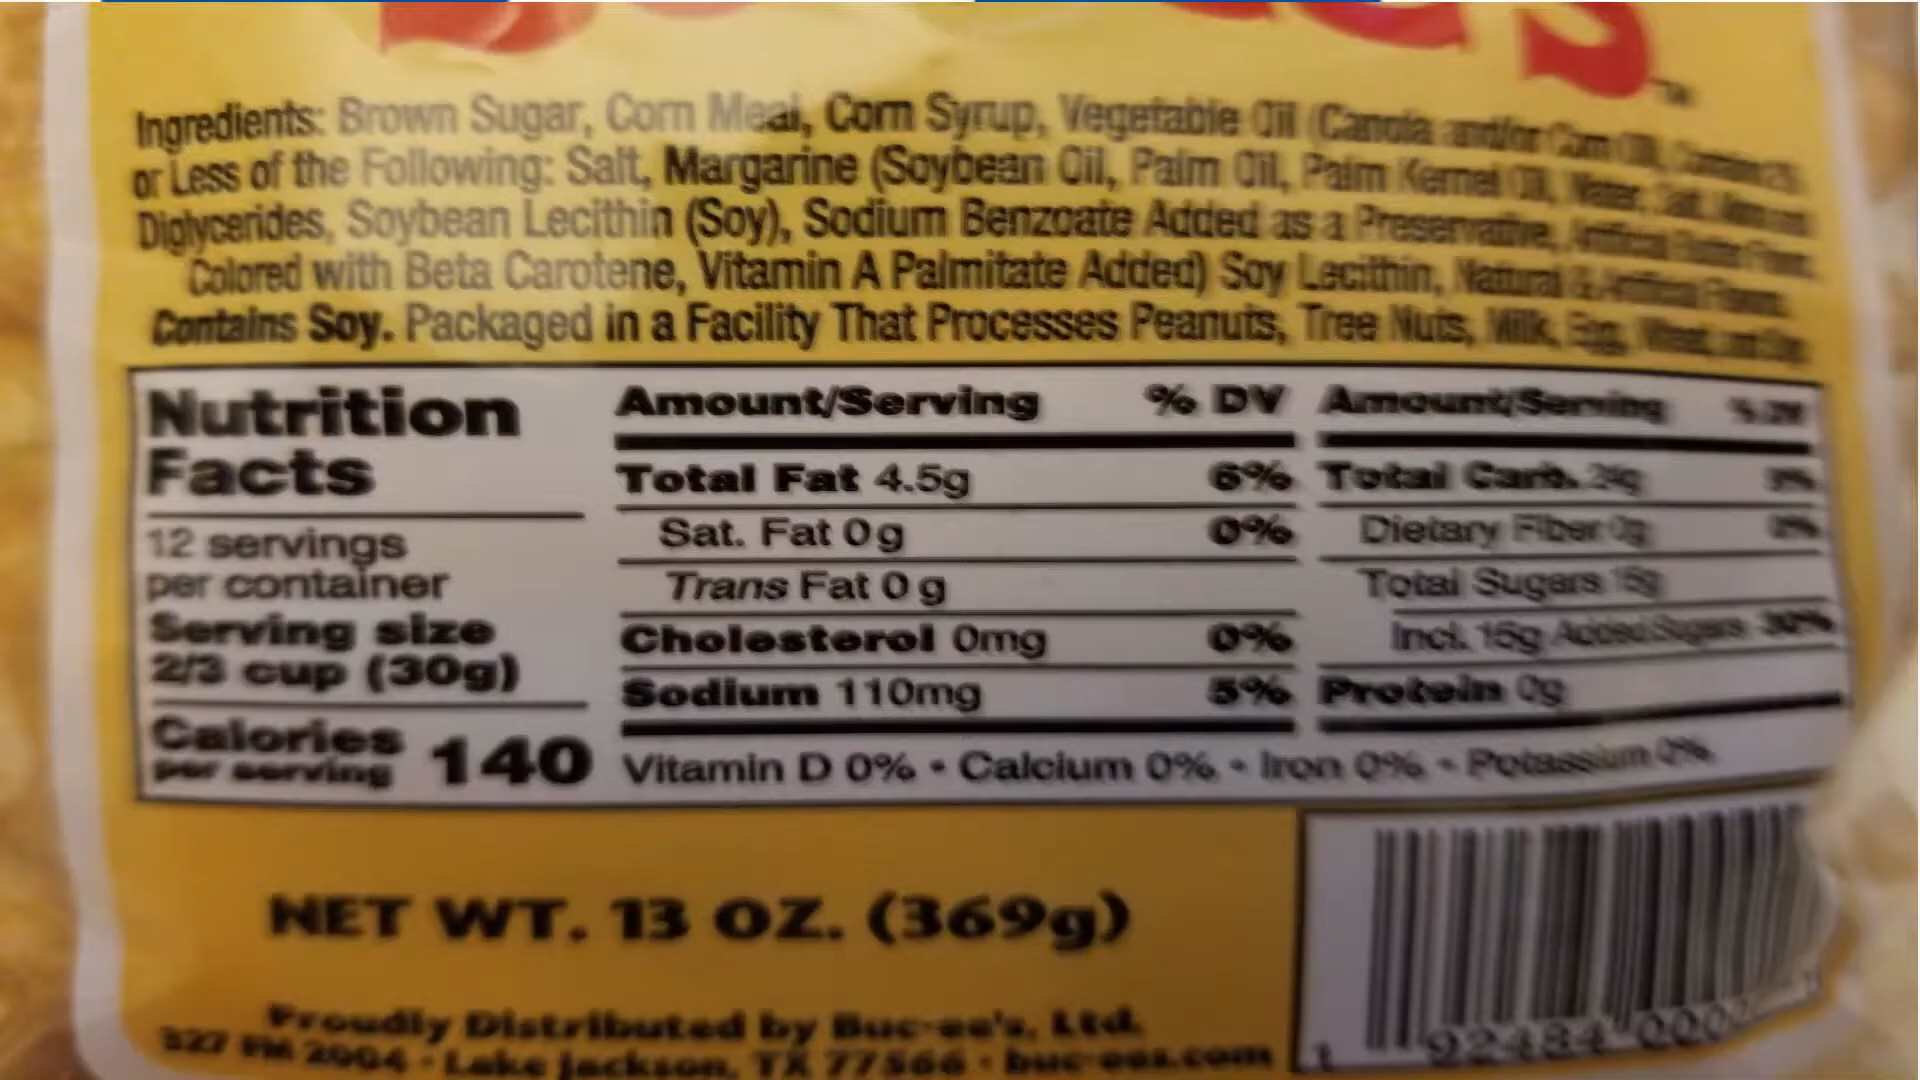 Ingredients: Brown Sugar, Corn Meal, Corn Syrup, Vegetable Oil (Canola and/or Corn Oil),
or Less of the Following: Salt, Margarine (Soybean Oil, Palm Oil, Palm Kernel Oil, Water, Salt,
Diglycerides, Soybean Lecithin (Soy), Sodium Benzoate Added as a Preservative,
Colored with Beta Carotene, Vitamin A Palmitate Added) Soy Lecithin, Natural & Artificial
Contains Soy. Packaged in a Facility That Processes Peanuts, Tree Nuts, Milk, Egg,
Nutrition
Facts
12 servings
per container
Serving size
2/3 cup (30g)
Calories
per serving 140
Amount/Serving % DV
Total Fat 4.5g 6%
Sat. Fat 0g 0%
Trans Fat 0g
Cholesterol 0mg 0%
Sodium 110mg 5%
Amount/Serving
Total Carb.
Dietary Fiber 0g 0%
Total Sugars
Incl. 15g Added Sugars
Protein 0g
Vitamin D 0% • Calcium 0% • Iron 0% • Potassium 0%
NET WT. 13 OZ. (369g)
Proudly Distributed by Buc-ee's, Ltd.
327 FM 2004 • Lake Jackson, TX 77566 • buc-ees.com